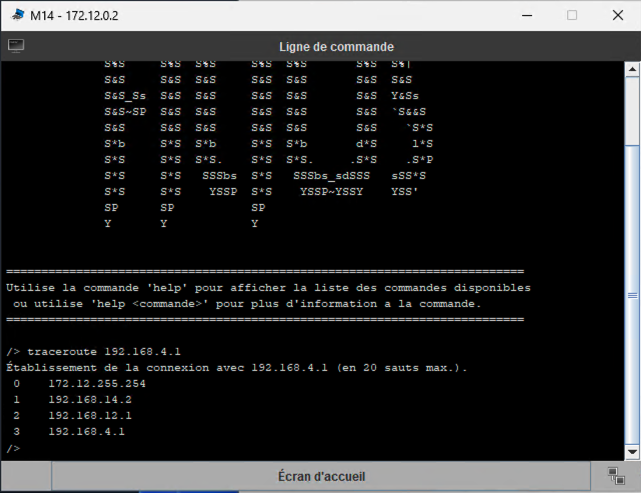 M14 - 172.12.0.2
Ligne de commande
S%S S%S S%S S%S S%S S%S S%|
S&S S&S S&S S&S S&S S&S S&S
S&S_Ss S&S S&S S&S S&S S&S Y&Ss
S&S~SP S&S S&S S&S S&S S&S `S&&S
S&S S&S S&S S&S S&S S&S `S*S
S*b S*S S*b S*S S*b d*S l*S
S*S S*S S*S. S*S S*S. .S*S .S*P
S*S S*S SSSbs S*S SSSbs_sdSSS sSS*S
S*S S*S YSSP S*S YSSP~YSSY YSS'
SP SP SP
Y Y Y
==========================================================================
Utilise la commande 'help' pour afficher la liste des commandes disponibles
ou utilise 'help <commande>' pour plus d'information a la commande.
==========================================================================
/> traceroute 192.168.4.1
Établissement de la connexion avec 192.168.4.1 (en 20 sauts max.).
0 172.12.255.254
1 192.168.14.2
2 192.168.12.1
3 192.168.4.1
/>
Écran d'accueil